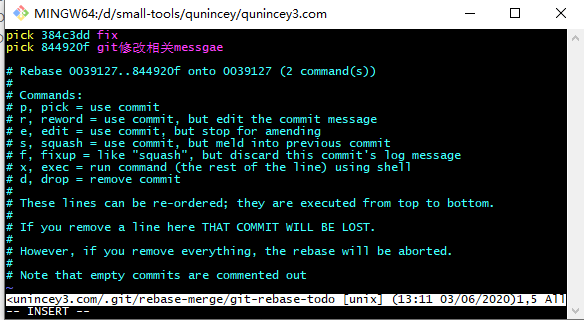 MINGW64:/d/small-tools/qunincey/qunincey3.com
pick 384c3dd fix
pick 844920f git修改相关messgae

# Rebase 0039127..844920f onto 0039127 (2 command(s))
#
# Commands:
# p, pick = use commit
# r, reword = use commit, but edit the commit message
# e, edit = use commit, but stop for amending
# s, squash = use commit, but meld into previous commit
# f, fixup = like "squash", but discard this commit's log message
# x, exec = run command (the rest of the line) using shell
# d, drop = remove commit
#
# These lines can be re-ordered; they are executed from top to bottom.
#
# If you remove a line here THAT COMMIT WILL BE LOST.
#
# However, if you remove everything, the rebase will be aborted.
#
# Note that empty commits are commented out
~
<unincey3.com/.git/rebase-merge/git-rebase-todo [unix] (13:11 03/06/2020)1,5 All
-- INSERT --